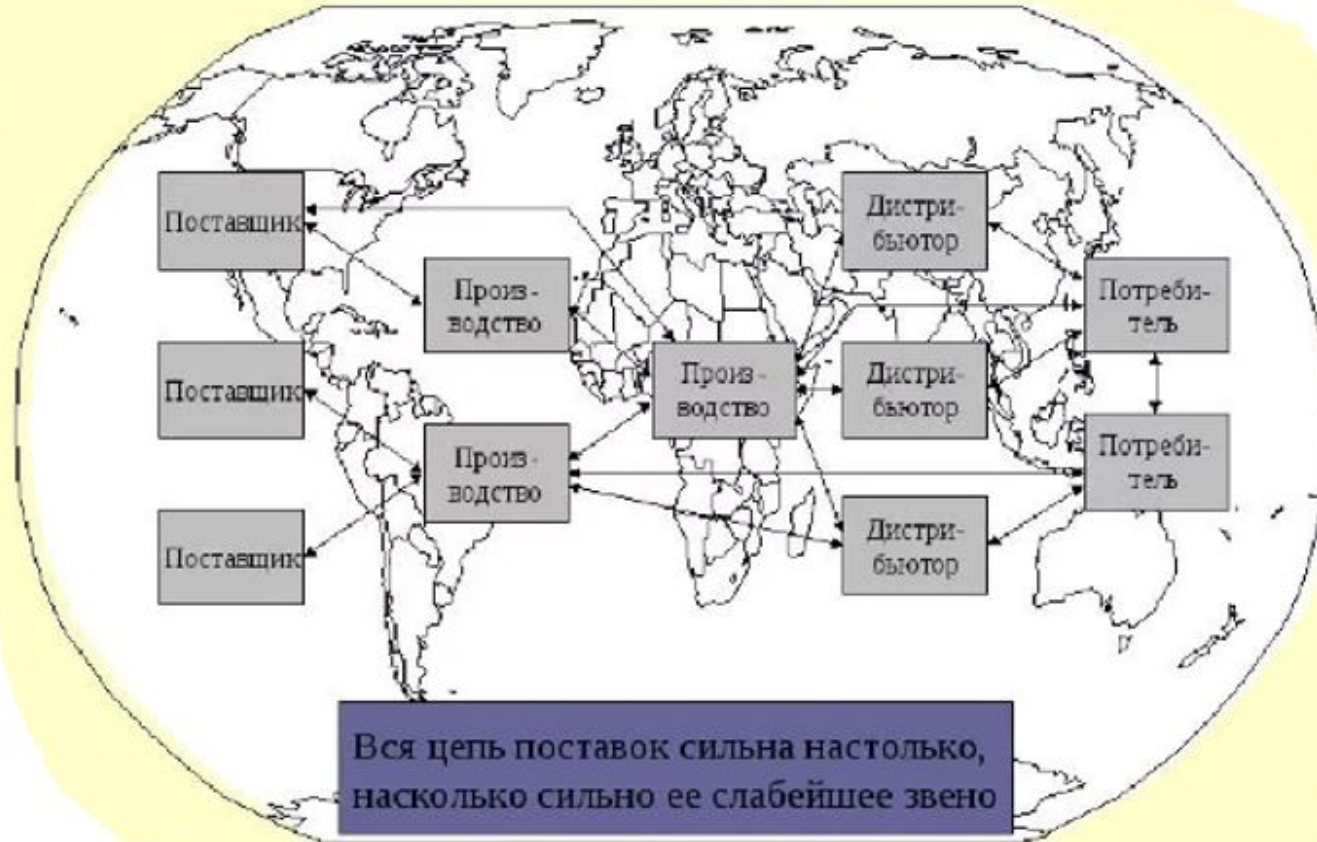 Поставщик
Дистри-
бьютор
Произ-
водство
Потреби-
тель
Поставщик
Произ-
водство
Дистри-
бьютор
Произ-
водство
Потреби-
тель
Поставщик
Дистри-
бьютор
Вся цепь поставок сильна настолько,
насколько сильно ее слабейшее звено